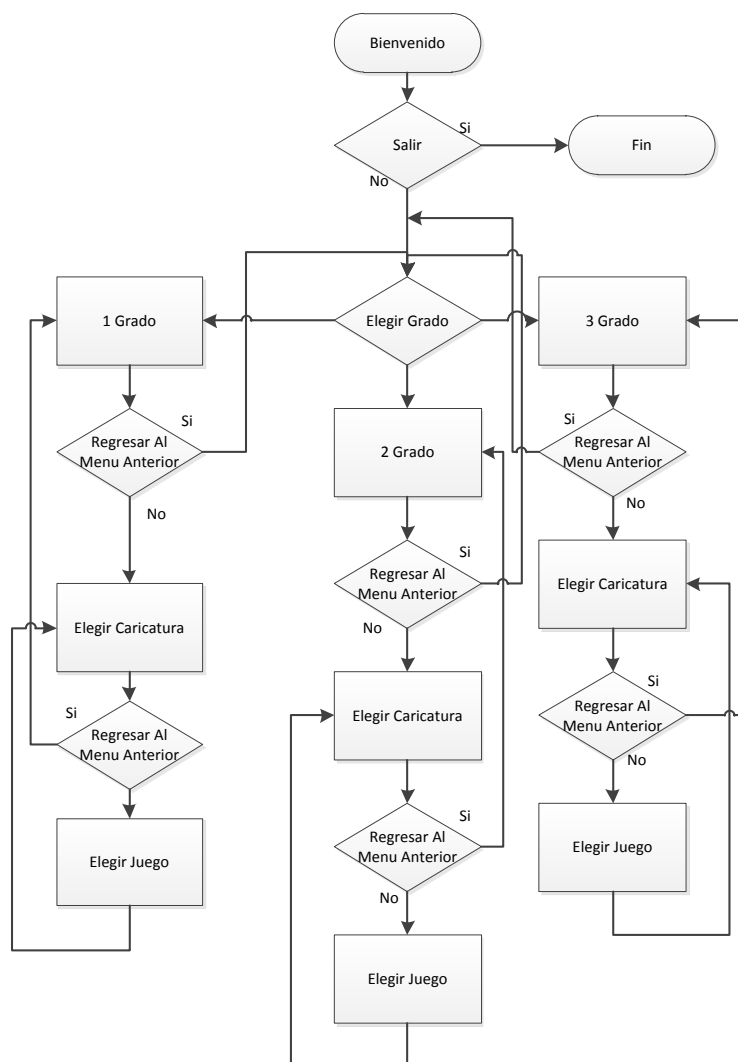 Bienvenido
Si
Salir
Fin
No
1 Grado
Elegir Grado
3 Grado
Si
Regresar Al
Menu Anterior
No
Elegir Caricatura
Si
Regresar Al
Menu Anterior
Elegir Juego
2 Grado
Si
Regresar Al
Menu Anterior
No
Elegir Caricatura
Si
Regresar Al
Menu Anterior
No
Elegir Juego
Si
Regresar Al
Menu Anterior
No
Elegir Caricatura
Si
Regresar Al
Menu Anterior
No
Elegir Juego